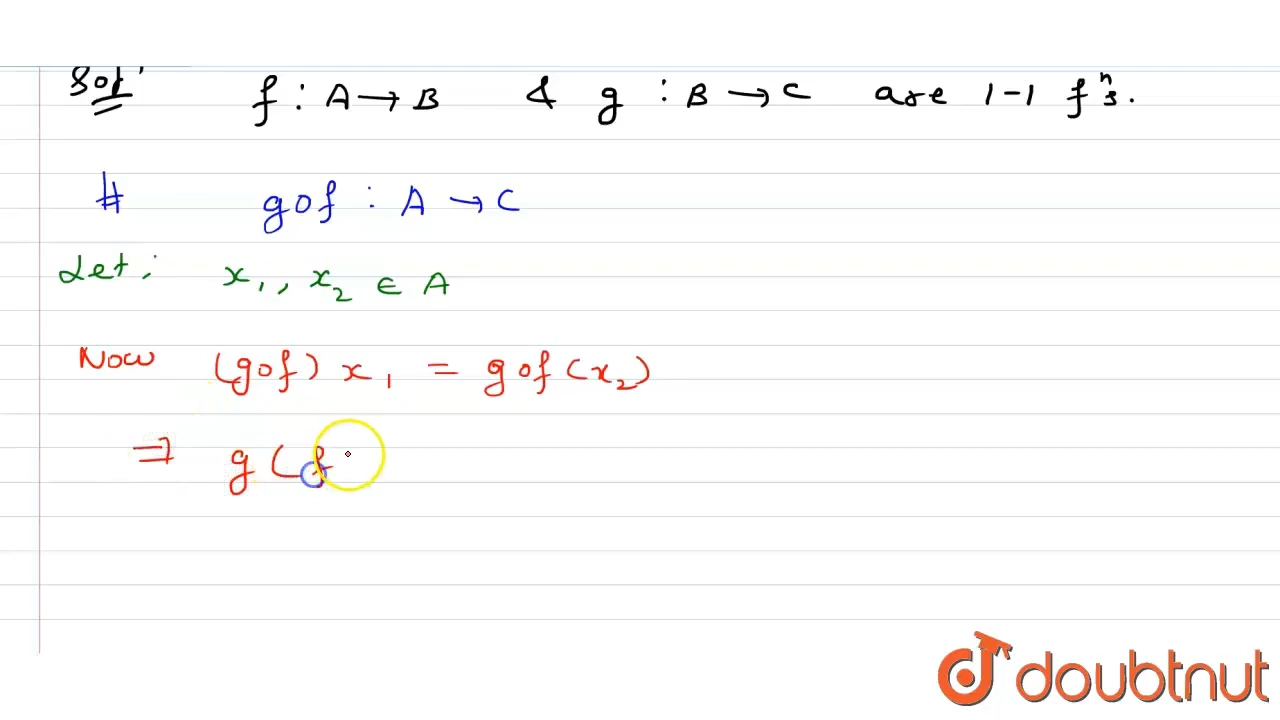 Sol'
f : A → B & g : B → C are 1-1 fⁿs.
# gof : A → C
Let : x₁, x₂ ∈ A
Now (gof) x₁ = gof(x₂)
⇒ g (f
doubtnut